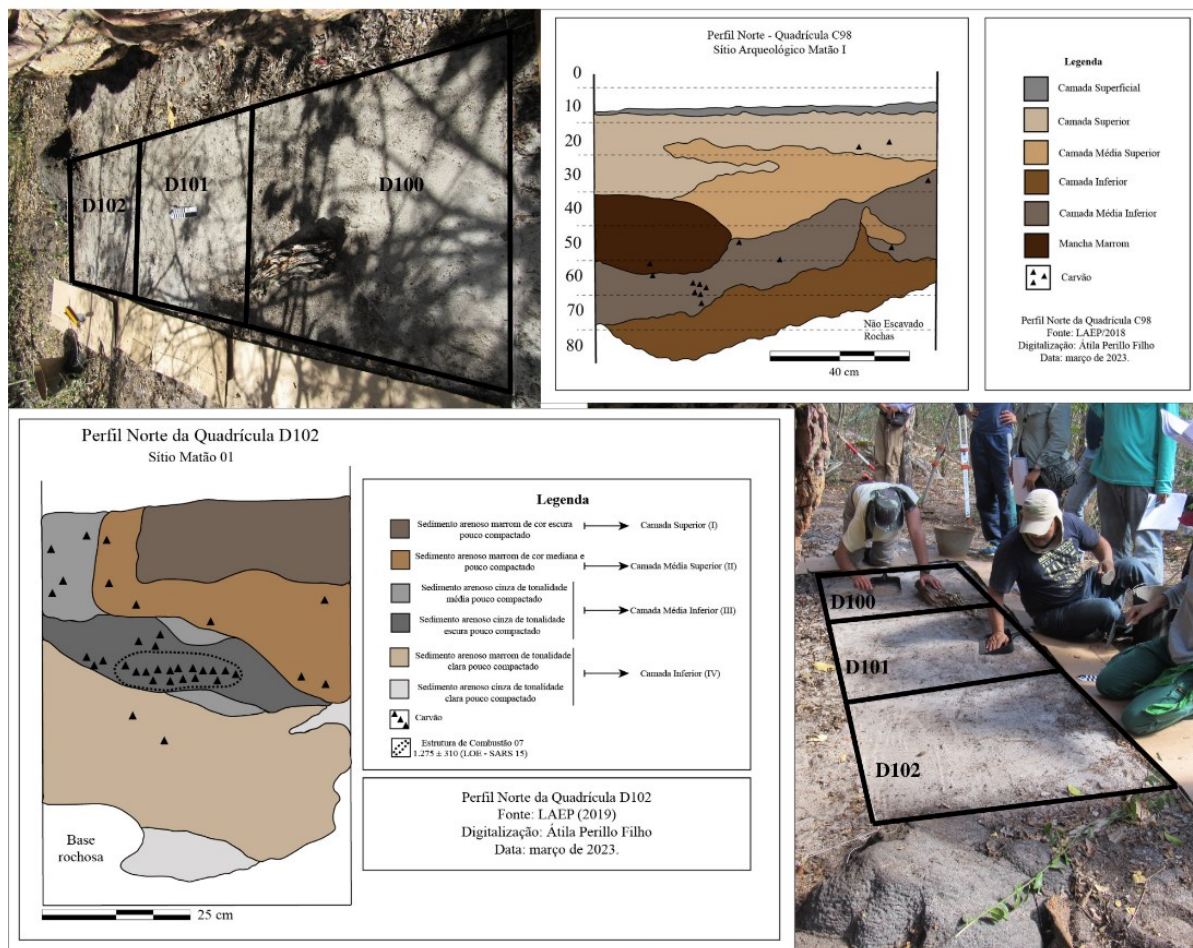 D102
D101
D100
Perfil Norte - Quadrícula C98
Sítio Arqueológico Matão I
0
10
20
30
40
50
60
70
80
Não Escavado
Rochas
40 cm
Legenda
Camada Superficial
Camada Superior
Camada Média Superior
Camada Inferior
Camada Média Inferior
Mancha Marrom
Carvão
Perfil Norte da Quadrícula C98
Fonte: LAEP/2018
Digitalização: Átila Perillo Filho
Data: março de 2023.
Perfil Norte da Quadrícula D102
Sítio Matão 01
Base
rochosa
25 cm
Legenda
Sedimento arenoso marrom de cor escura
pouco compactado
Camada Superior (I)
Sedimento arenoso marrom de cor mediana e
pouco compactado
Camada Média Superior (II)
Sedimento arenoso cinza de tonalidade
média pouco compactado
Camada Média Inferior (III)
Sedimento arenoso cinza de tonalidade
escura pouco compactado
Sedimento arenoso marrom de tonalidade
clara pouco compactado
Camada Inferior (IV)
Sedimento arenoso cinza de tonalidade
clara pouco compactado
Carvão
Estrutura de Combustão 07
1.275 ± 310 (LOE - SARS 15)
Perfil Norte da Quadrícula D102
Fonte: LAEP (2019)
Digitalização: Átila Perillo Filho
Data: março de 2023.
D100
D101
D102